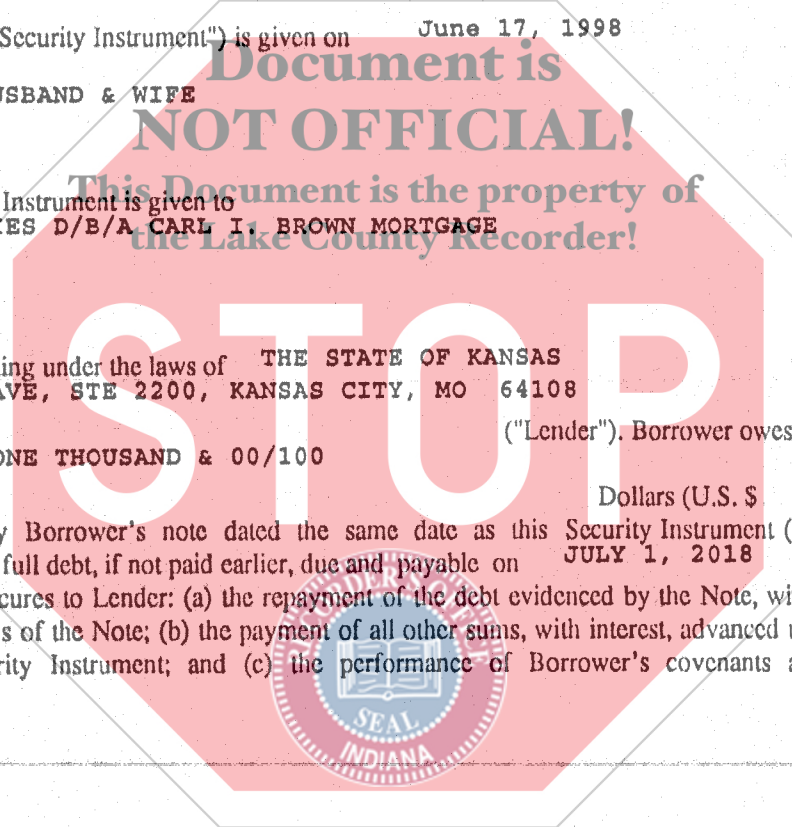 Security Instrument") is given on June 17, 1998
Document is
USBAND & WIFE
NOT OFFICIAL!
This Document is the property of
Instrument is given to
IES D/B/A CARL I. BROWN MORTGAGE
the Lake County Recorder!
STOP
ing under the laws of THE STATE OF KANSAS
AVE, STE 2200, KANSAS CITY, MO 64108
("Lender"). Borrower owes
ONE THOUSAND & 00/100
Dollars (U.S. $
y Borrower's note dated the same date as this Security Instrument (
full debt, if not paid earlier, due and payable on JULY 1, 2018
cures to Lender: (a) the repayment of the debt evidenced by the Note, wi
s of the Note; (b) the payment of all other sums, with interest, advanced u
rity Instrument; and (c) the performance of Borrower's covenants a
RECORDER'S OFFICE
SEAL
INDIANA